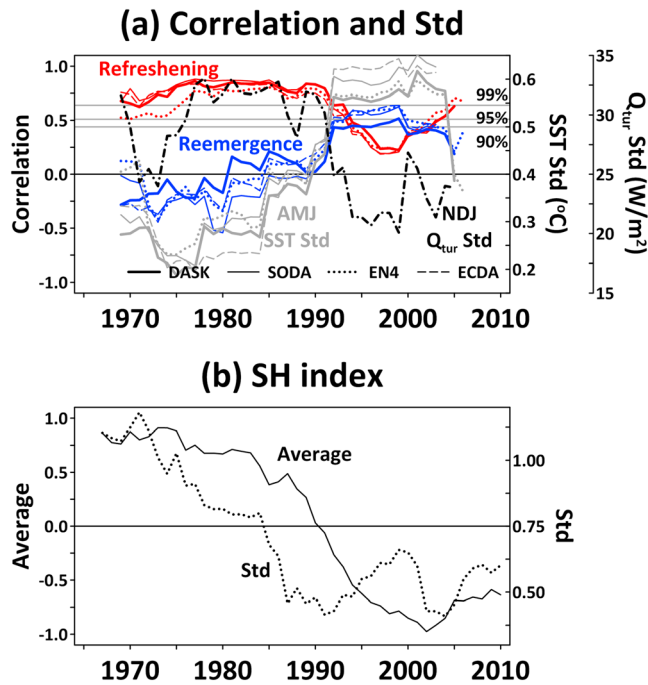 (a) Correlation and Std
1.0
0.5
0.0
-0.5
-1.0
Correlation
Refreshening
Reemergence
AMJ
SST Std
NDJ
Qtur Std
99%
95%
90%
DASK
SODA
EN4
ECDA
0.6
0.5
0.4
0.3
0.2
SST Std (°C)
35
30
25
20
15
Qtur Std (W/m²)
1970
1980
1990
2000
2010
(b) SH index
1.0
0.5
0.0
-0.5
-1.0
Average
Average
Std
1.00
0.75
0.50
Std
1970
1980
1990
2000
2010